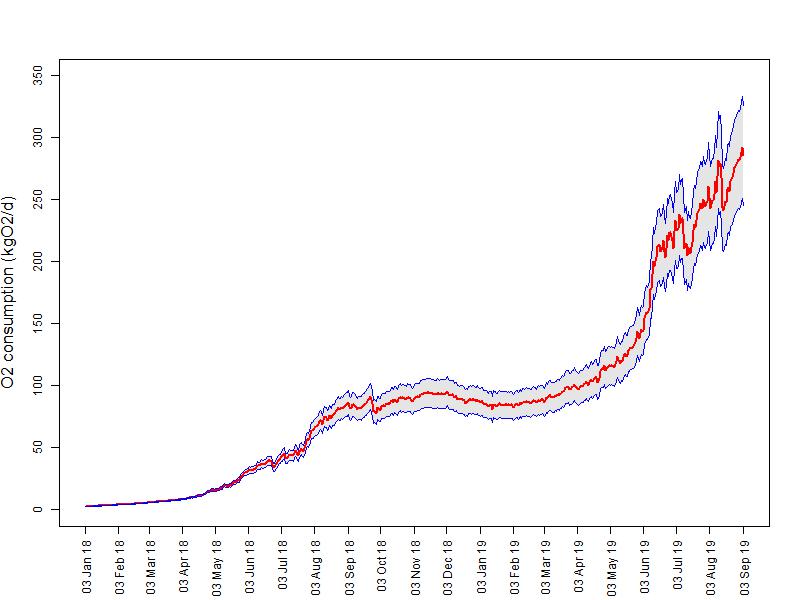 O2 consumption (kgO2/d)
350
300
250
200
150
100
50
0
03 Jan 18
03 Feb 18
03 Mar 18
03 Apr 18
03 May 18
03 Jun 18
03 Jul 18
03 Aug 18
03 Sep 18
03 Oct 18
03 Nov 18
03 Dec 18
03 Jan 19
03 Feb 19
03 Mar 19
03 Apr 19
03 May 19
03 Jun 19
03 Jul 19
03 Aug 19
03 Sep 19